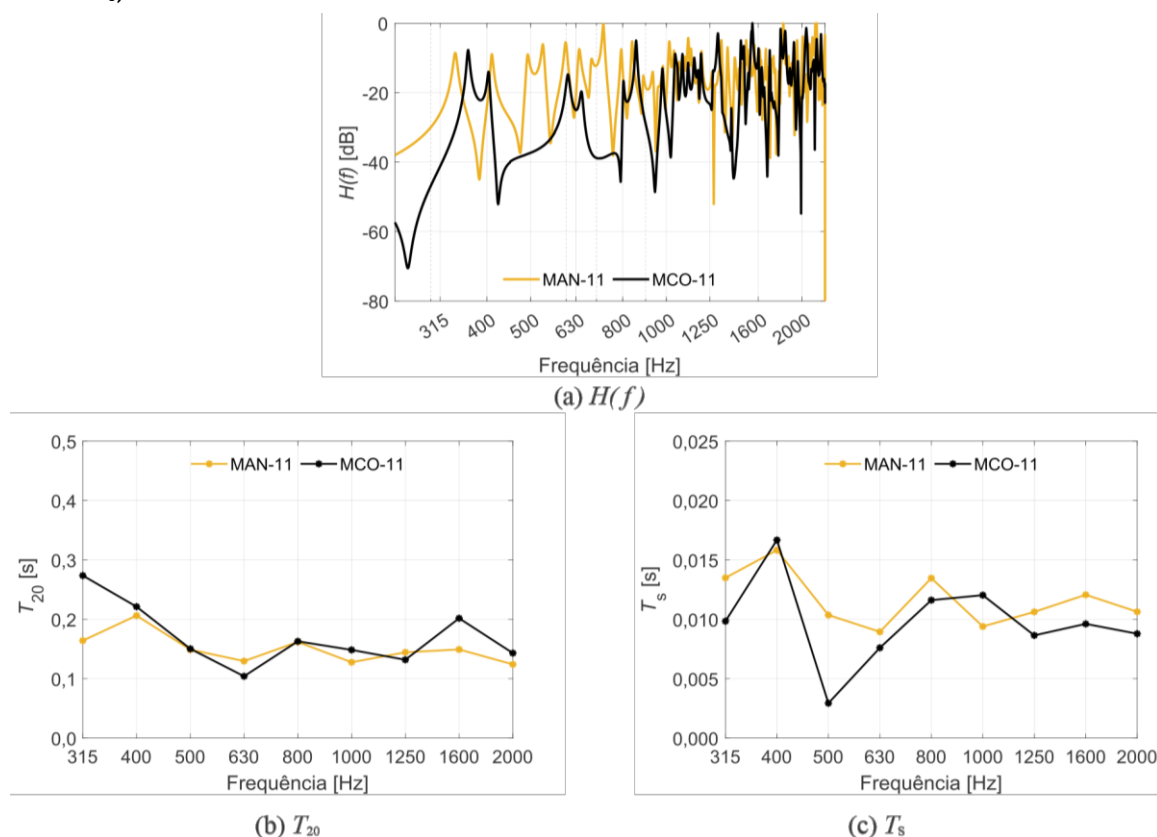 0
-20
-40
-60
-80
H(f) [dB]
MAN-11 MCO-11
315 400 500 630 800 1000 1250 1600 2000
Frequência [Hz]
(a) H(f)
0,5
0,4
0,3
0,2
0,1
0,0
T20 [s]
MAN-11 MCO-11
315 400 500 630 800 1000 1250 1600 2000
Frequência [Hz]
(b) T20
0,025
0,020
0,015
0,010
0,005
0,000
Ts [s]
MAN-11 MCO-11
315 400 500 630 800 1000 1250 1600 2000
Frequência [Hz]
(c) Ts